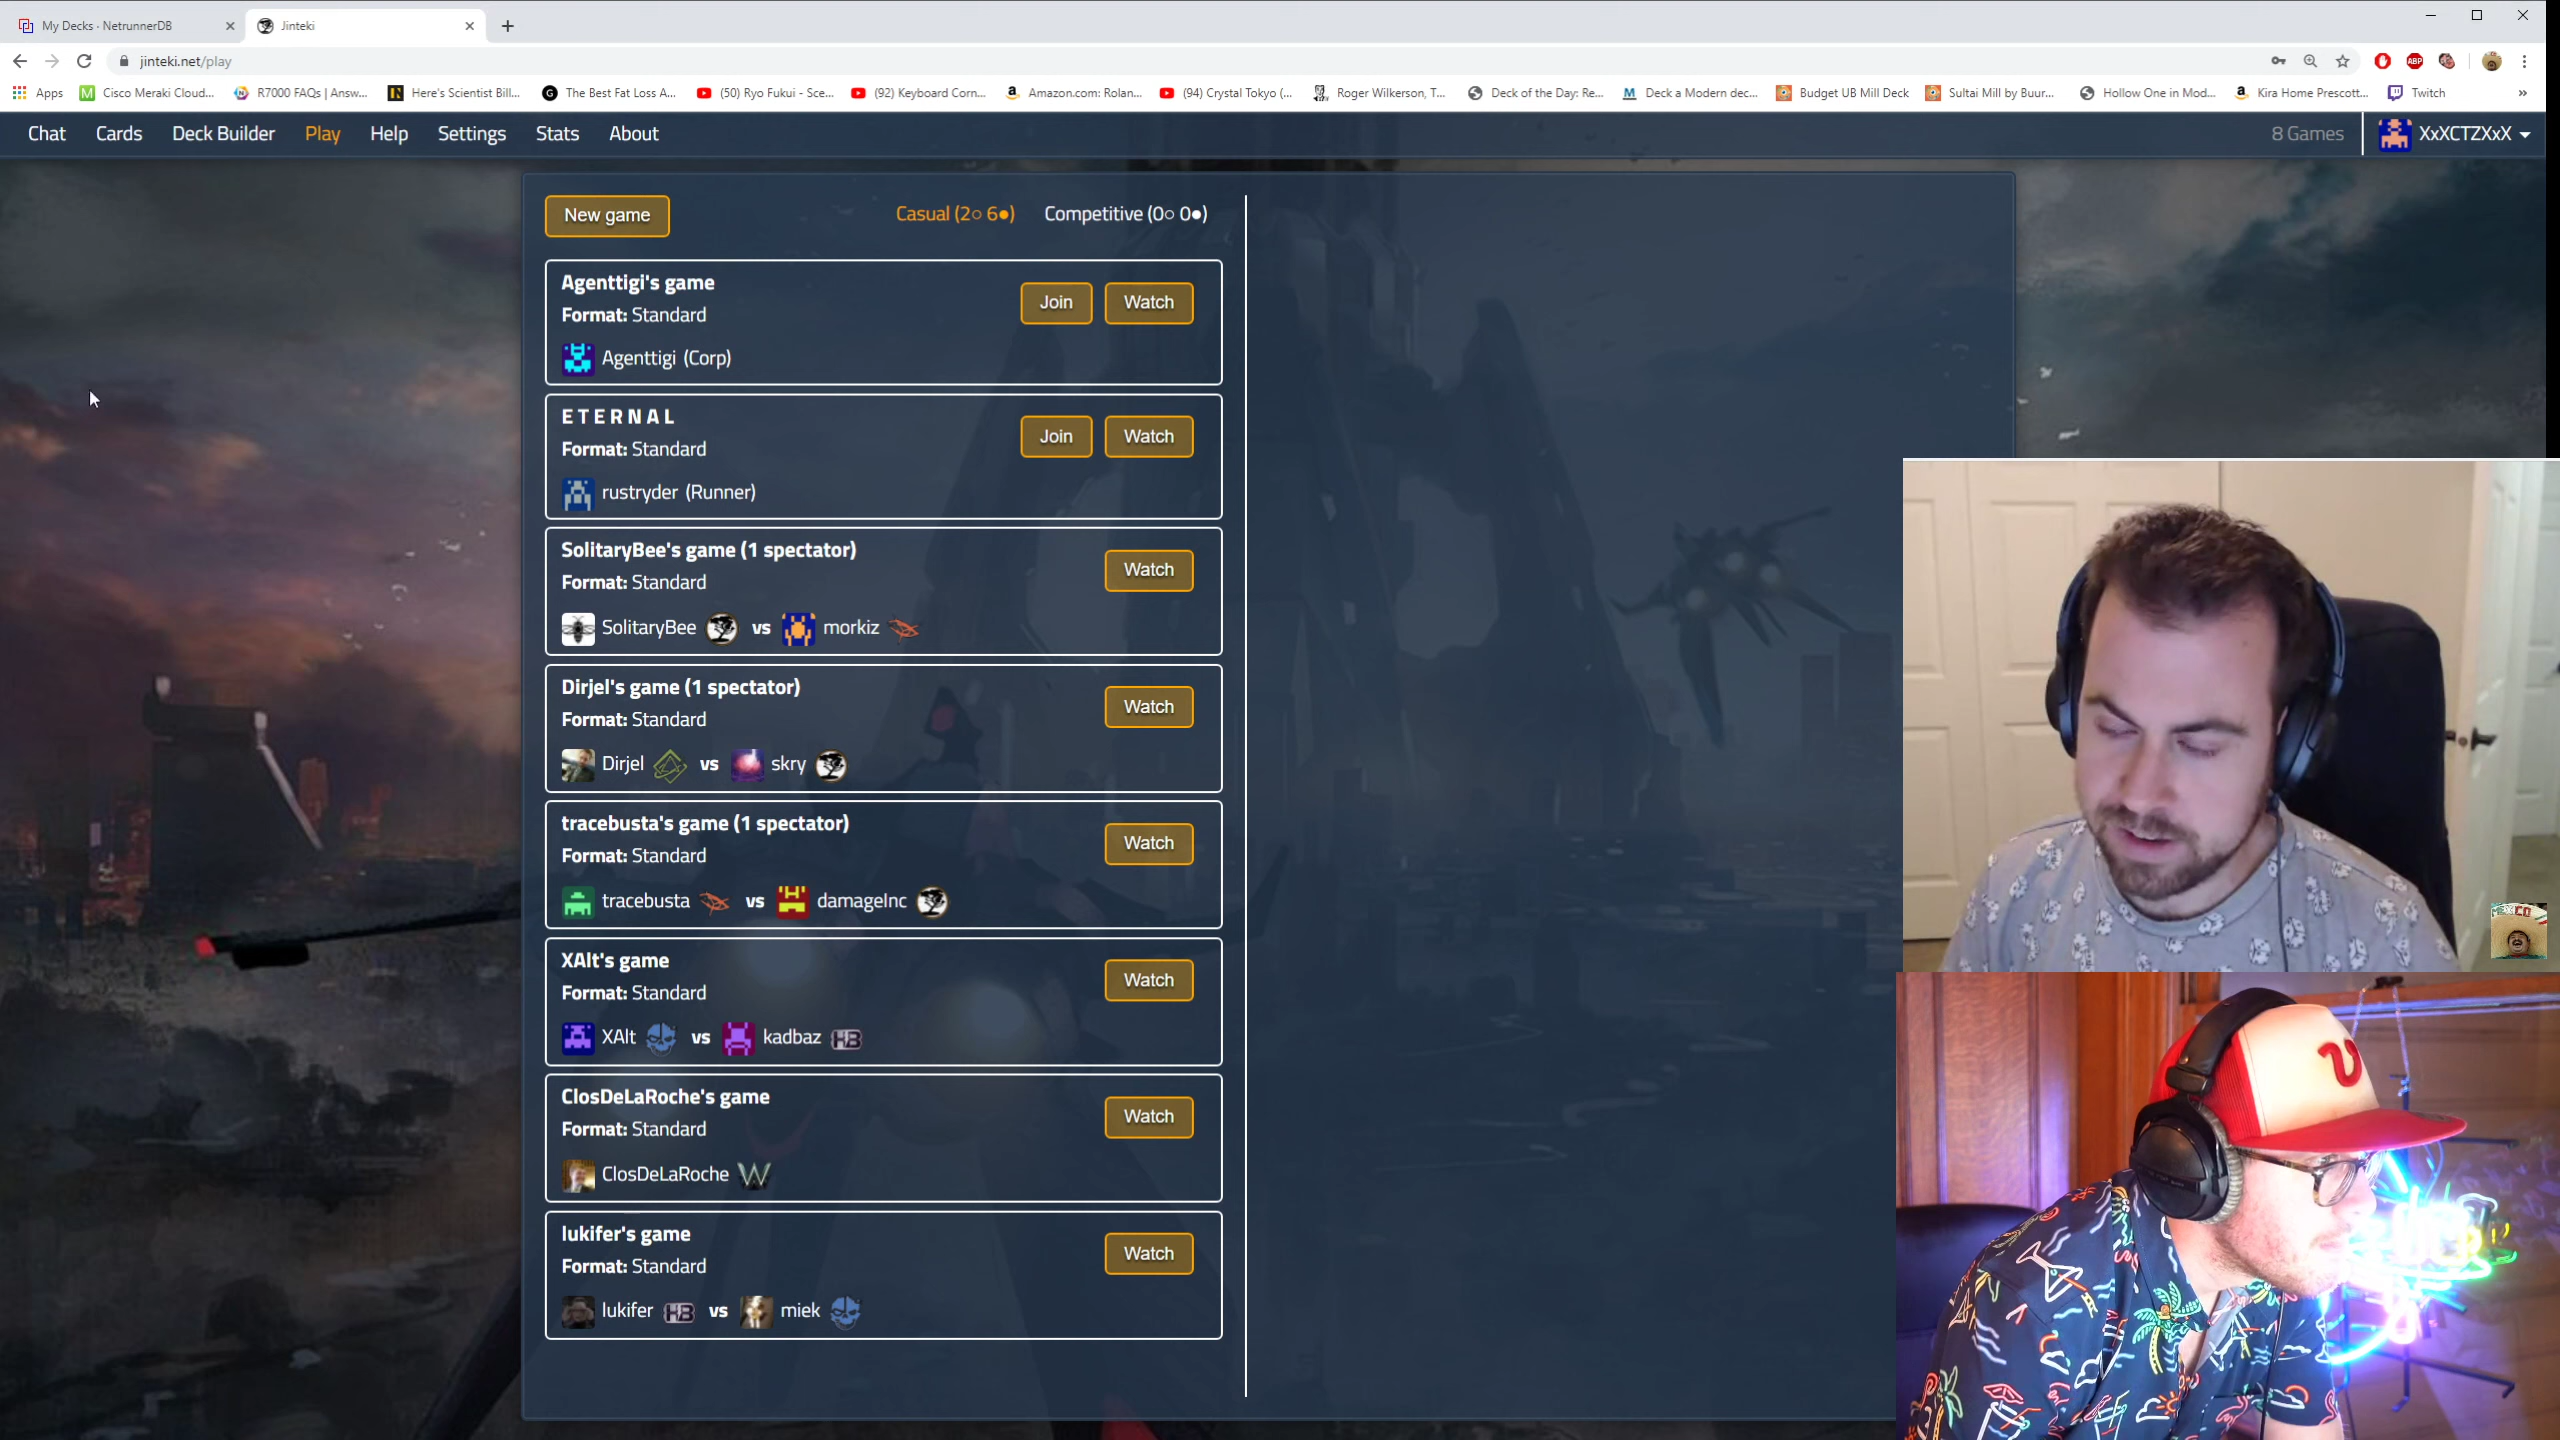 My Decks · NetrunnerDB
Jinteki
jinteki.net/play
Apps
Cisco Meraki Cloud...
R7000 FAQs | Answ...
Here's Scientist Bill...
The Best Fat Loss A...
(50) Ryo Fukui - Sce...
(92) Keyboard Corn...
Amazon.com: Rolan...
(94) Crystal Tokyo (...
Roger Wilkerson, T...
Deck of the Day: Re...
Deck a Modern dec...
Budget UB Mill Deck
Sultai Mill by Buur...
Hollow One in Mod...
Kira Home Prescott...
Twitch
»
ABP
Chat Cards Deck Builder Play Help Settings Stats About
8 Games
XxXCTZXxX
New game
Casual (2○ 6●)
Competitive (0○ 0●)
Agenttigi's game
Format: Standard
Agenttigi (Corp)
Join
Watch
E T E R N A L
Format: Standard
rustryder (Runner)
Join
Watch
SolitaryBee's game (1 spectator)
Format: Standard
SolitaryBee vs morkiz
Watch
Dirjel's game (1 spectator)
Format: Standard
Dirjel vs skry
Watch
tracebusta's game (1 spectator)
Format: Standard
tracebusta vs damageInc
Watch
XAlt's game
Format: Standard
XAlt vs kadbaz HB
Watch
ClosDeLaRoche's game
Format: Standard
ClosDeLaRoche W
Watch
lukifer's game
Format: Standard
lukifer HB vs miek
Watch